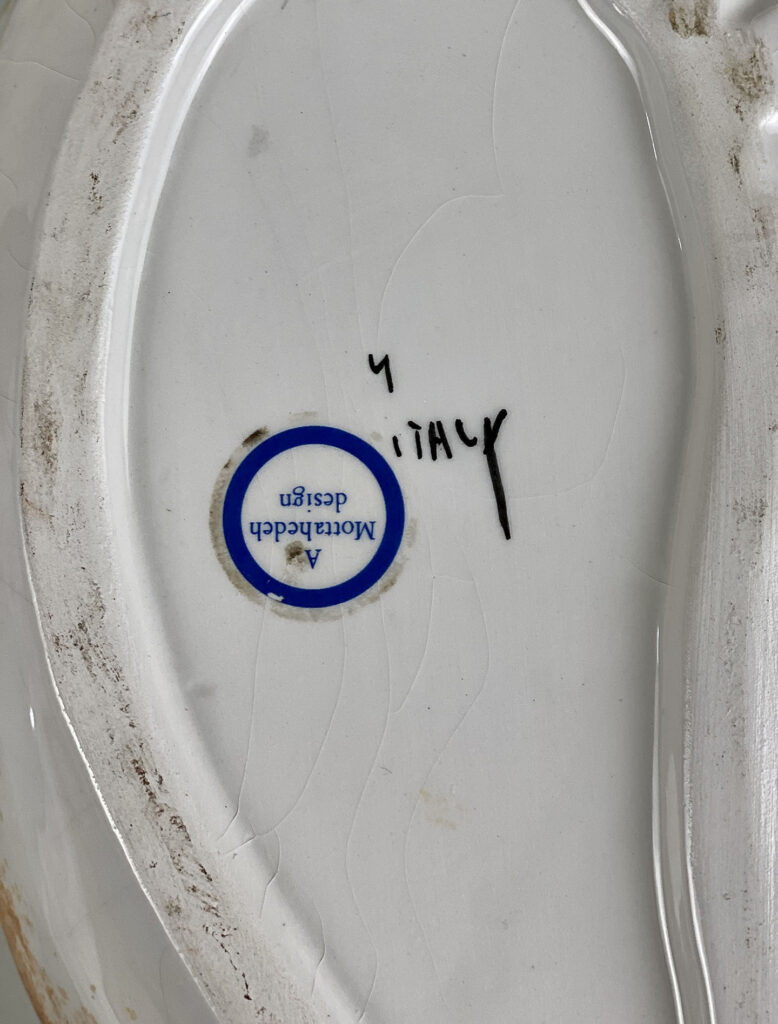 4
ITALY
A
Mottahedeh
design